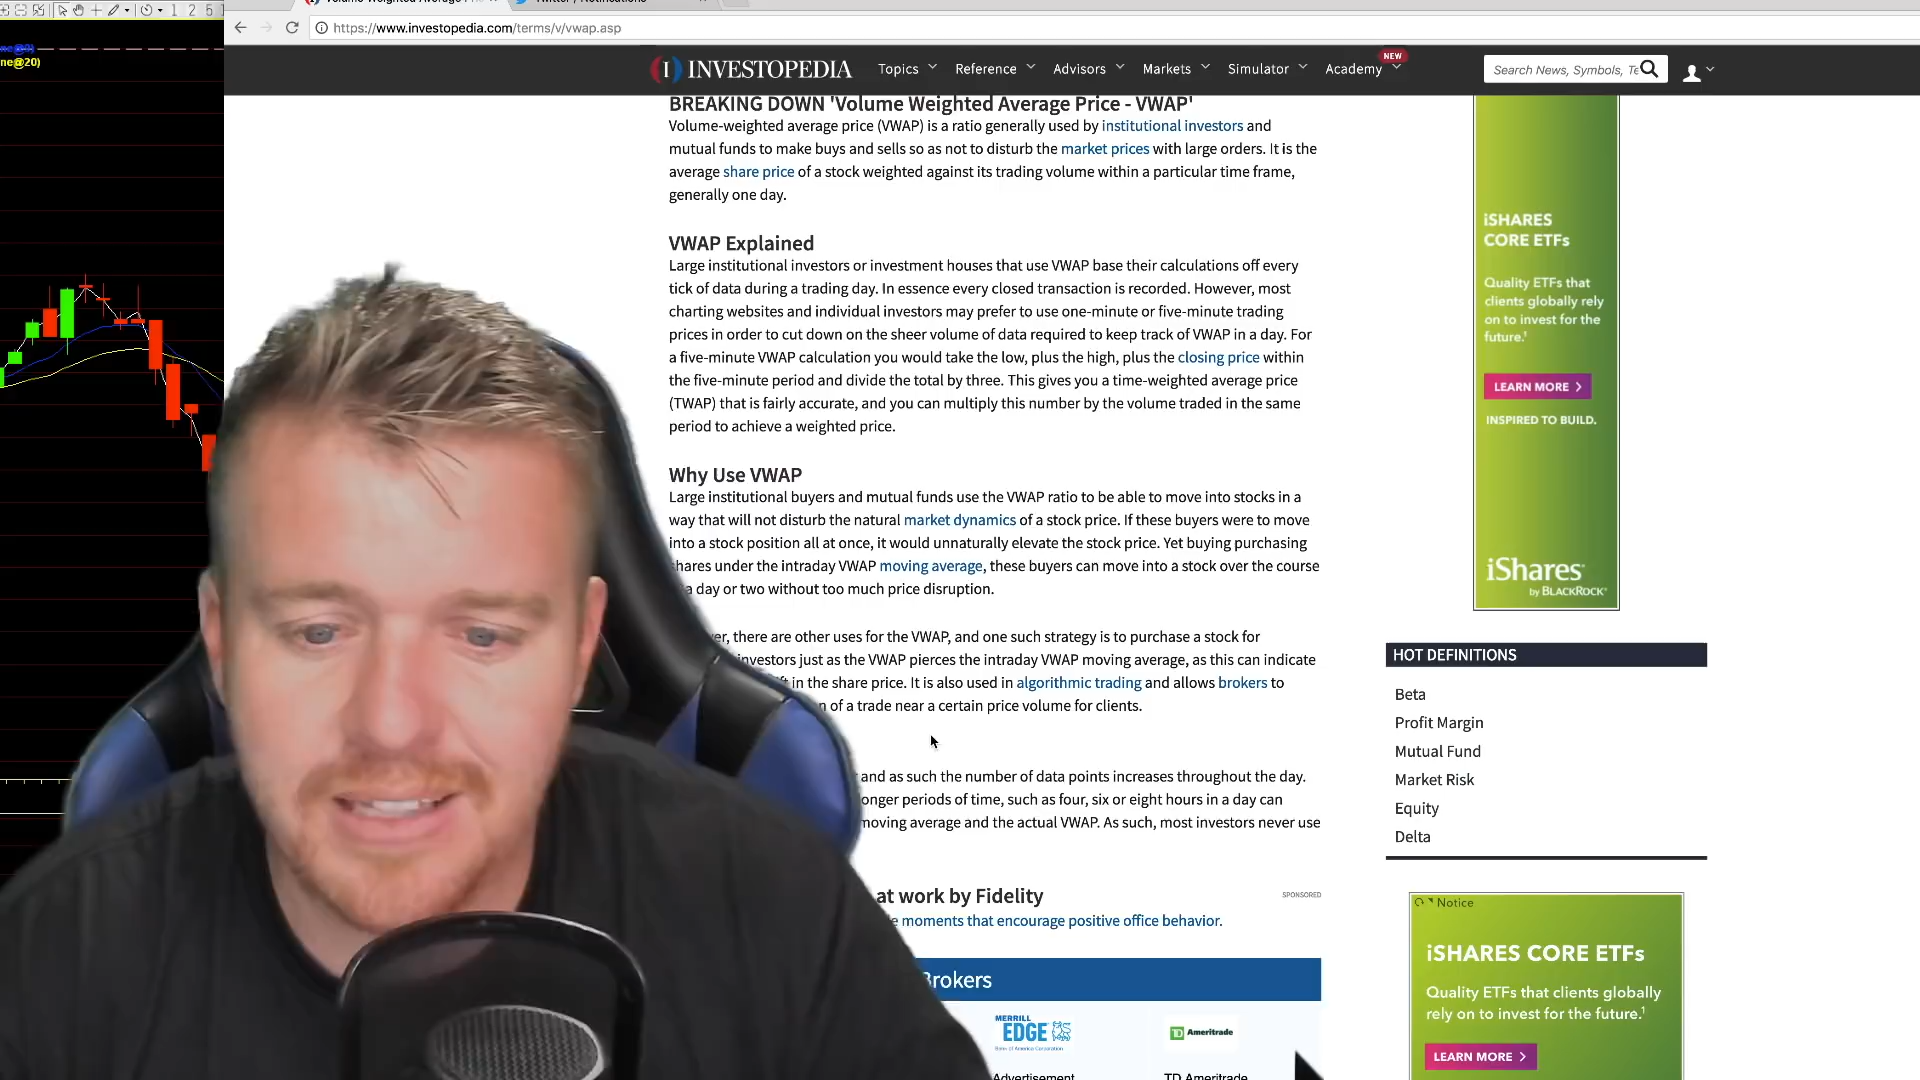 ne@9)
ne@20)
1 2 5 1
Volume Weighted Average
Twitter / Notifications
https://www.investopedia.com/terms/v/vwap.asp
INVESTOPEDIA
Topics
Reference
Advisors
Markets
Simulator
Academy
NEW
Search News, Symbols, Te
BREAKING DOWN 'Volume Weighted Average Price - VWAP'
Volume-weighted average price (VWAP) is a ratio generally used by institutional investors and
mutual funds to make buys and sells so as not to disturb the market prices with large orders. It is the
average share price of a stock weighted against its trading volume within a particular time frame,
generally one day.
VWAP Explained
Large institutional investors or investment houses that use VWAP base their calculations off every
tick of data during a trading day. In essence every closed transaction is recorded. However, most
charting websites and individual investors may prefer to use one-minute or five-minute trading
prices in order to cut down on the sheer volume of data required to keep track of VWAP in a day. For
a five-minute VWAP calculation you would take the low, plus the high, plus the closing price within
the five-minute period and divide the total by three. This gives you a time-weighted average price
(TWAP) that is fairly accurate, and you can multiply this number by the volume traded in the same
period to achieve a weighted price.
Why Use VWAP
Large institutional buyers and mutual funds use the VWAP ratio to be able to move into stocks in a
way that will not disturb the natural market dynamics of a stock price. If these buyers were to move
into a stock position all at once, it would unnaturally elevate the stock price. Yet buying purchasing
hares under the intraday VWAP moving average, these buyers can move into a stock over the course
a day or two without too much price disruption.
er, there are other uses for the VWAP, and one such strategy is to purchase a stock for
investors just as the VWAP pierces the intraday VWAP moving average, as this can indicate
in the share price. It is also used in algorithmic trading and allows brokers to
n of a trade near a certain price volume for clients.
and as such the number of data points increases throughout the day.
onger periods of time, such as four, six or eight hours in a day can
moving average and the actual VWAP. As such, most investors never use
at work by Fidelity
SPONSORED
e moments that encourage positive office behavior.
Brokers
MERRILL
EDGE
Bank of America Corporation
Ameritrade
Advertisement
TD Ameritrade
iSHARES
CORE ETFs
Quality ETFs that
clients globally rely
on to invest for the
future.¹
LEARN MORE >
INSPIRED TO BUILD.
iShares
by BLACKROCK®
HOT DEFINITIONS
Beta
Profit Margin
Mutual Fund
Market Risk
Equity
Delta
Notice
iSHARES CORE ETFs
Quality ETFs that clients globally
rely on to invest for the future.¹
LEARN MORE >